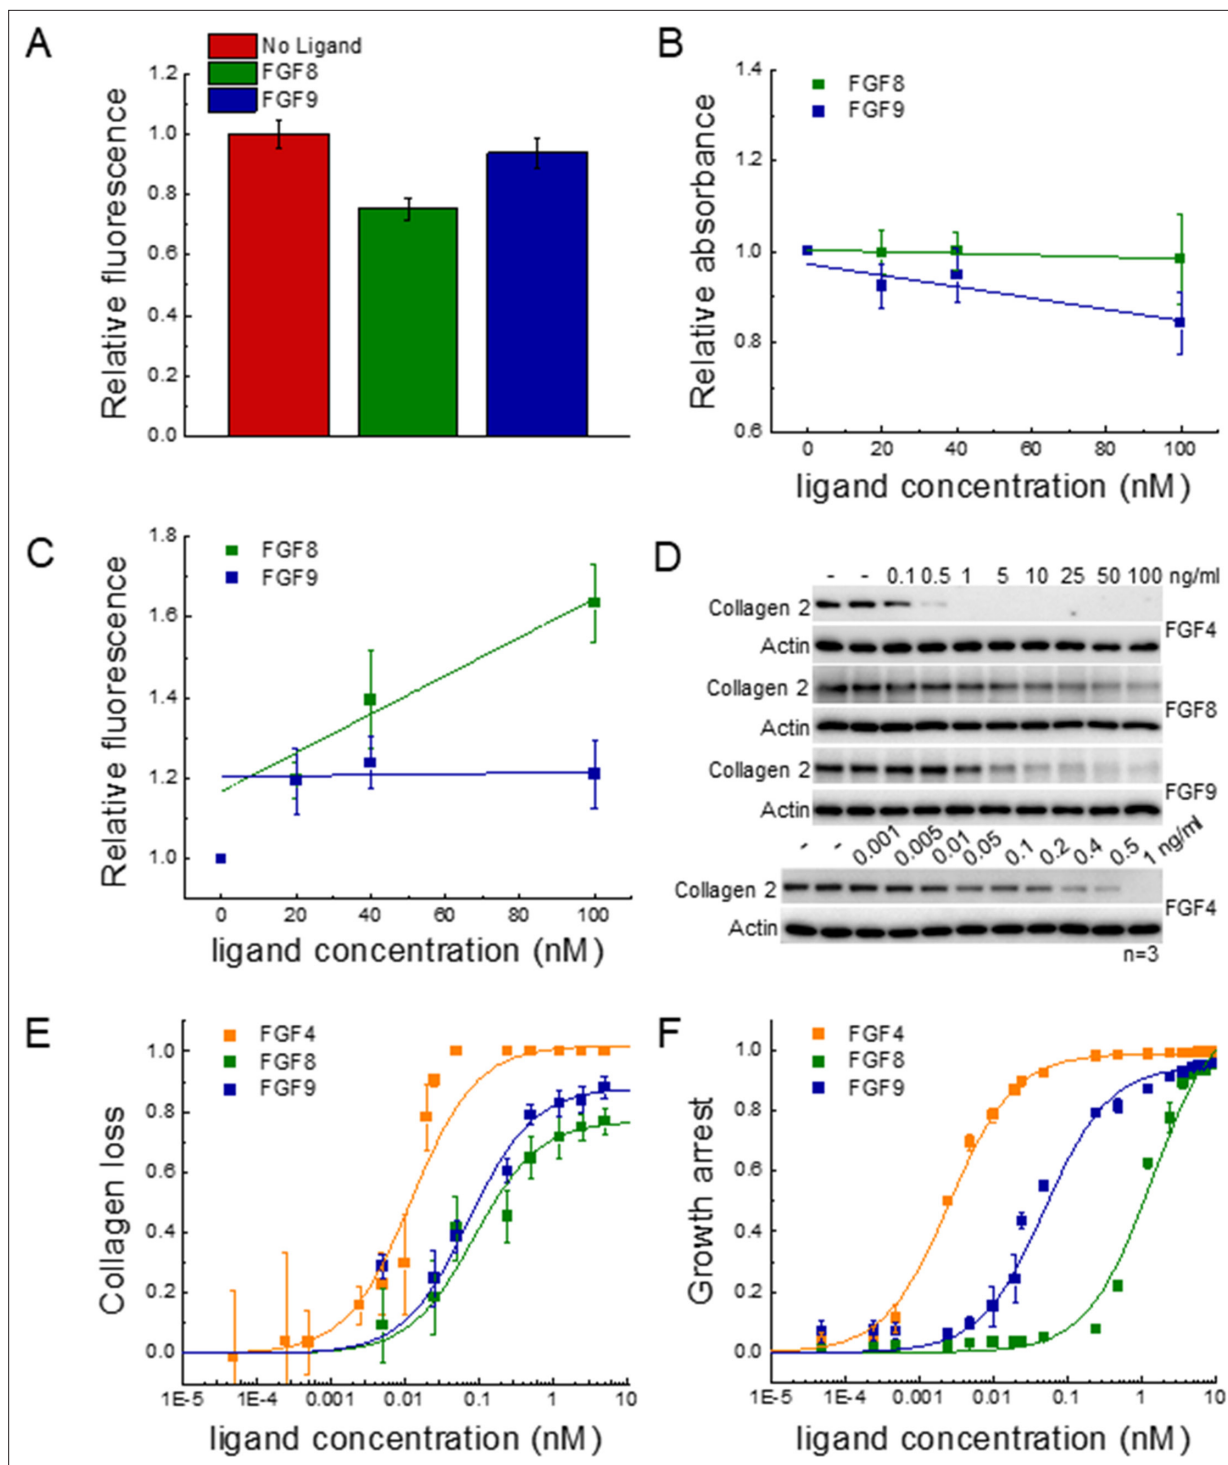 A
No Ligand
FGF8
FGF9
1.2
1.0
0.8
0.6
0.4
0.2
0.0
Relative fluorescence
B
FGF8
FGF9
1.4
1.2
1.0
0.8
0.6
Relative absorbance
0 20 40 60 80 100
ligand concentration (nM)
C
FGF8
FGF9
1.8
1.6
1.4
1.2
1.0
Relative fluorescence
0 20 40 60 80 100
ligand concentration (nM)
D
- - 0.1 0.5 1 5 10 25 50 100 ng/ml
Collagen 2
Actin
FGF4
Collagen 2
Actin
FGF8
Collagen 2
Actin
FGF9
- - 0.001 0.005 0.01 0.05 0.1 0.2 0.4 0.5 1 ng/ml
Collagen 2
Actin
FGF4
n=3
E
FGF4
FGF8
FGF9
1.0
0.8
0.6
0.4
0.2
0.0
Collagen loss
1E-5 1E-4 0.001 0.01 0.1 1 10
ligand concentration (nM)
F
FGF4
FGF8
FGF9
1.0
0.8
0.6
0.4
0.2
0.0
Growth arrest
1E-5 1E-4 0.001 0.01 0.1 1 10
ligand concentration (nM)